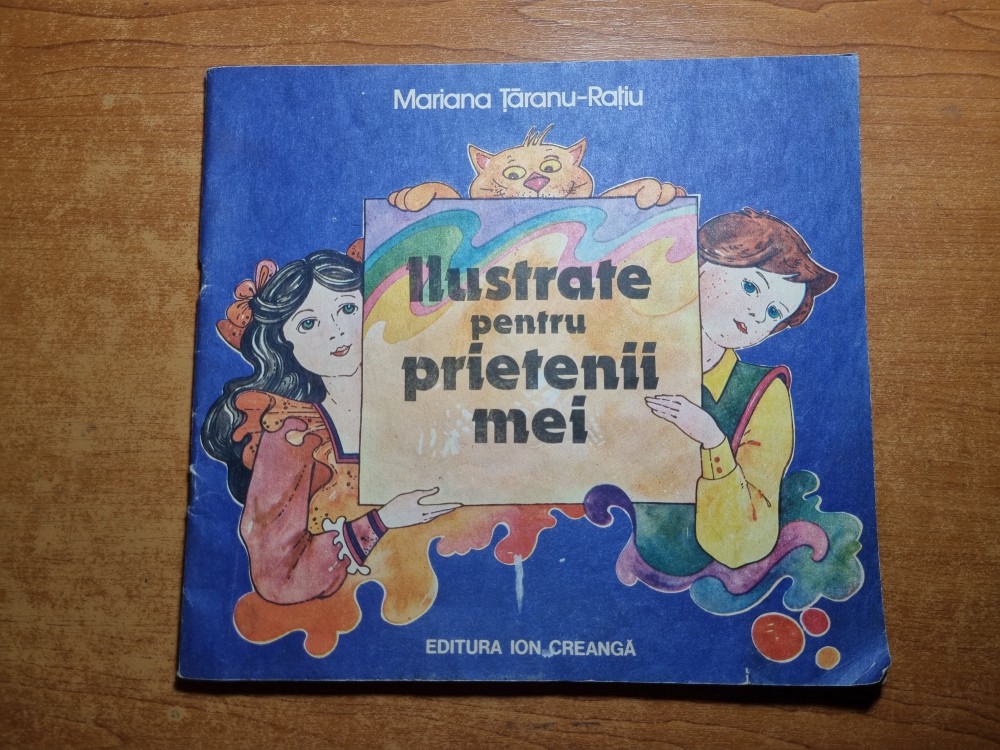 Mariana Țăranu-Rațiu
Ilustrate
pentru
prietenii
mei
EDITURA ION CREANGĂ